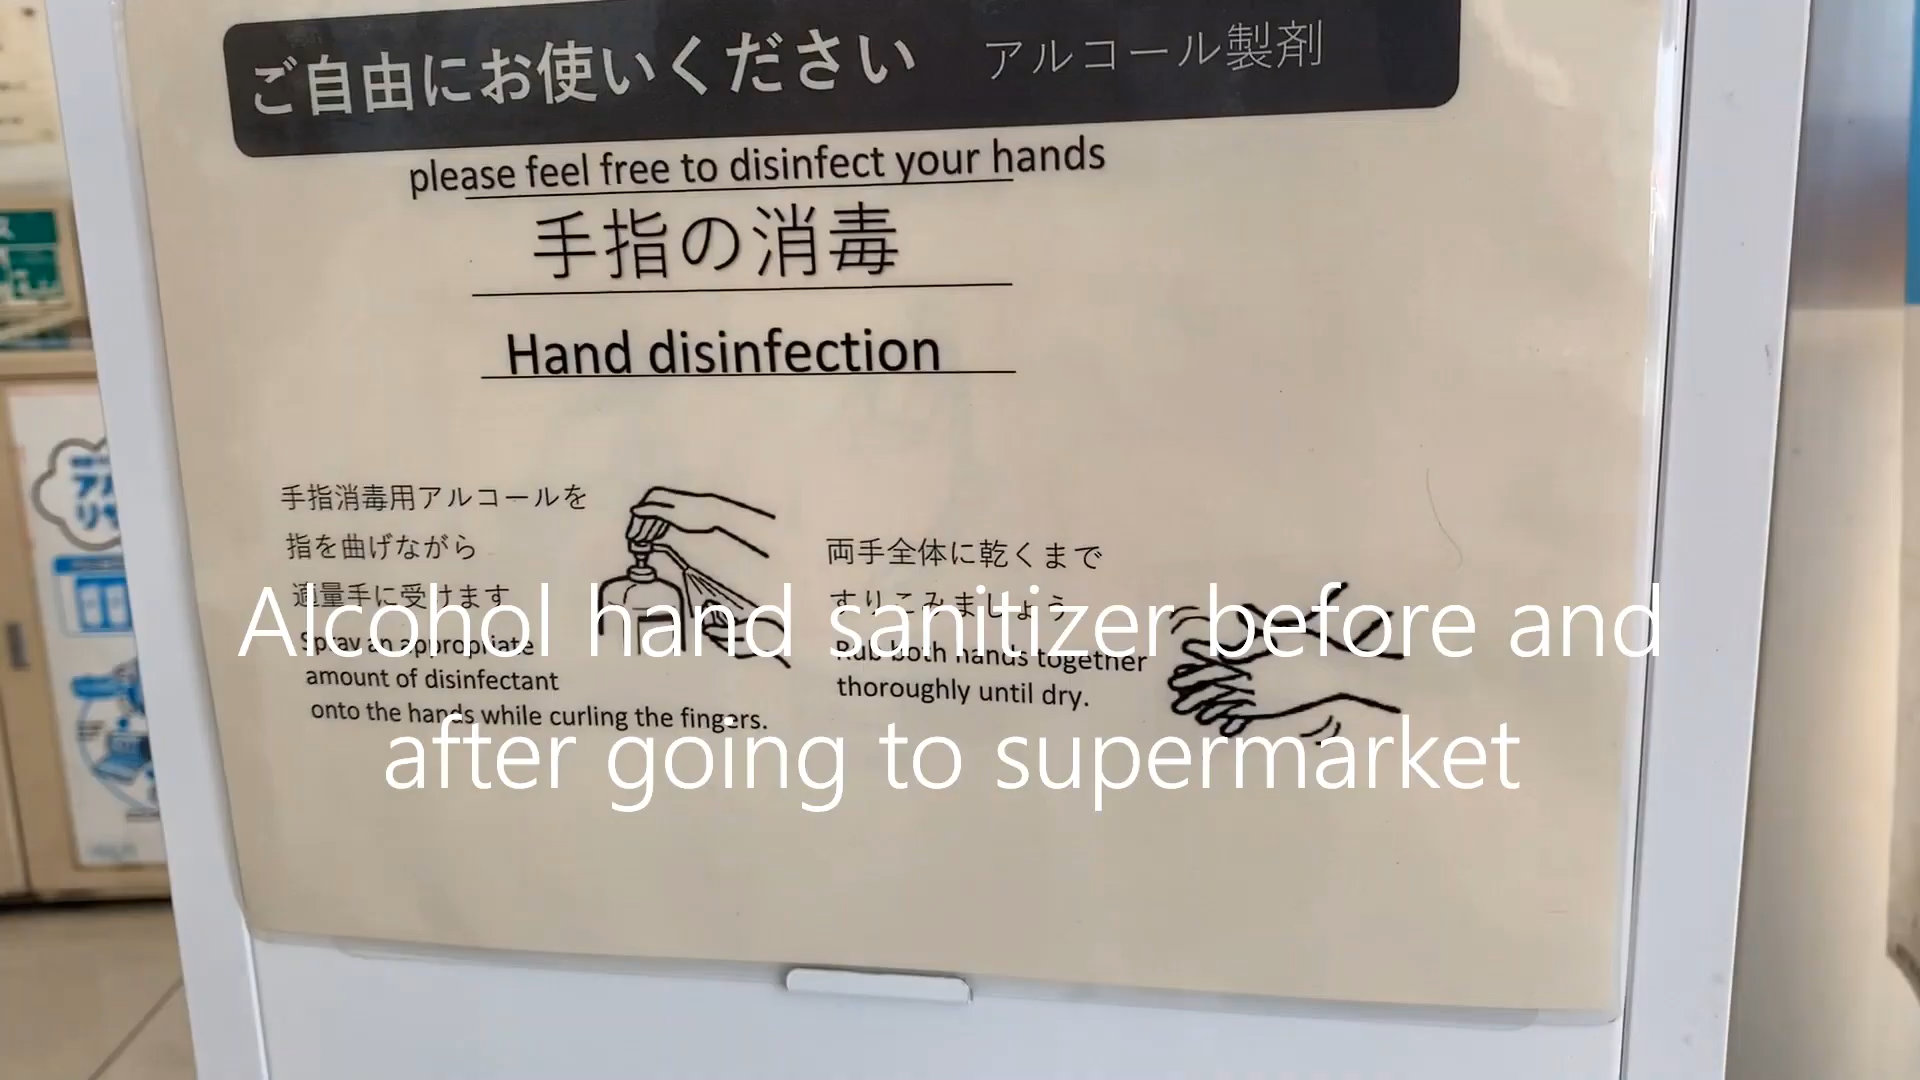 ご自由にお使いください アルコール製剤
please feel free to disinfect your hands
手指の消毒
Hand disinfection
手指消毒用アルコールを
指を曲げながら
適量手に受けます
Spray an appropriate
amount of disinfectant
onto the hands while curling the fingers.
両手全体に乾くまで
すりこみましょう
Rub both hands together
thoroughly until dry.
Alcohol hand sanitizer before and
after going to supermarket